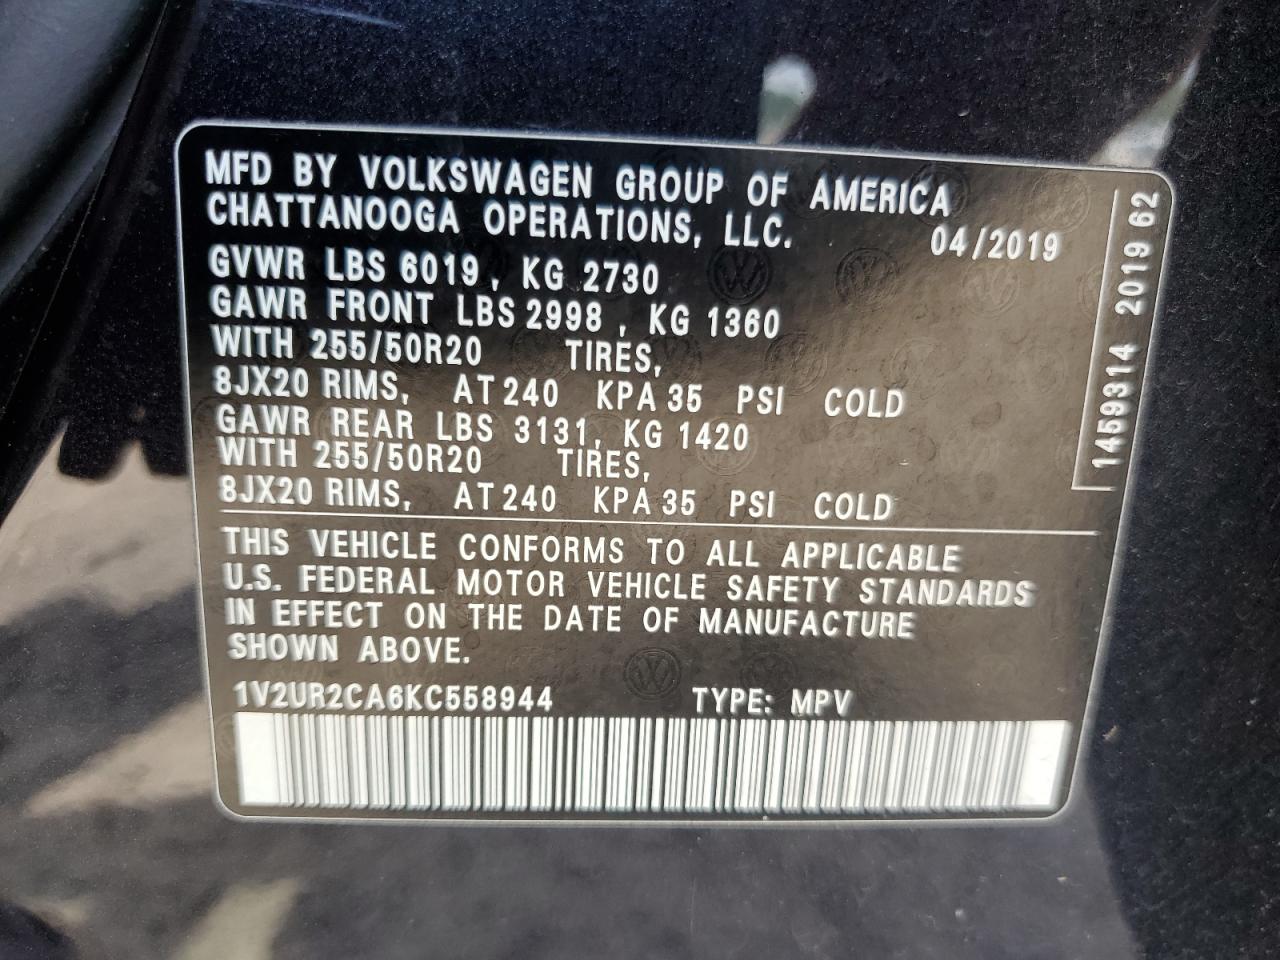 MFD BY VOLKSWAGEN GROUP OF AMERICA
CHATTANOOGA OPERATIONS, LLC. 04/2019
GVWR LBS 6019, KG 2730
GAWR FRONT LBS 2998, KG 1360
WITH 255/50R20 TIRES,
8JX20 RIMS, AT 240 KPA 35 PSI COLD
GAWR REAR LBS 3131, KG 1420
WITH 255/50R20 TIRES,
8JX20 RIMS, AT 240 KPA 35 PSI COLD
THIS VEHICLE CONFORMS TO ALL APPLICABLE
U.S. FEDERAL MOTOR VEHICLE SAFETY STANDARDS
IN EFFECT ON THE DATE OF MANUFACTURE
SHOWN ABOVE.
1V2UR2CA6KC558944 TYPE: MPV
1459314 2019 62